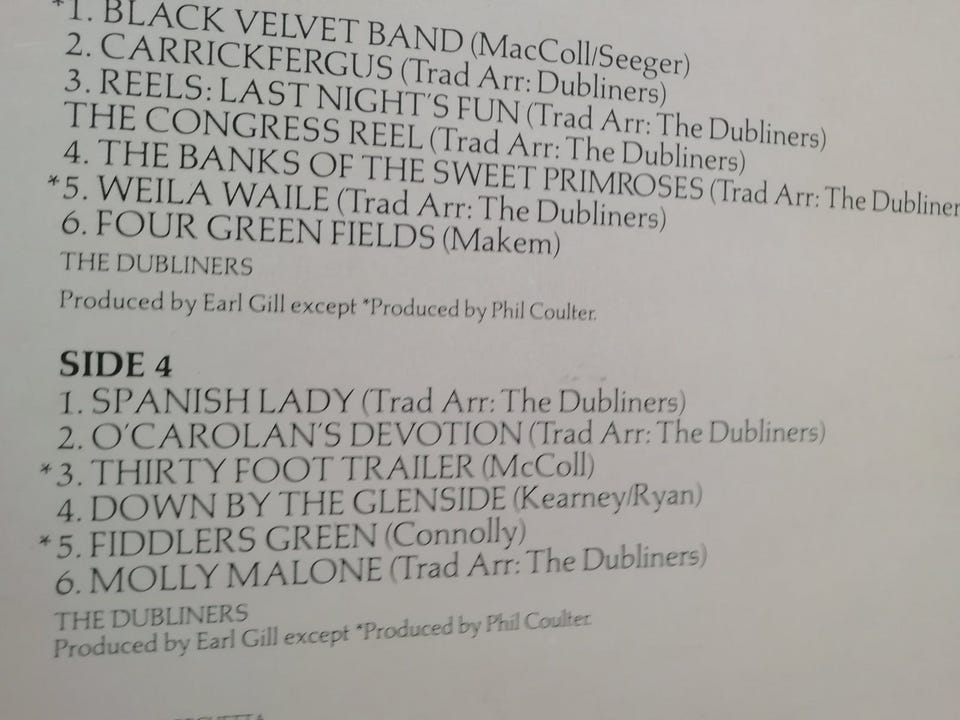 *1. BLACK VELVET BAND (MacColl/Seeger)
2. CARRICKFERGUS (Trad Arr: Dubliners)
3. REELS: LAST NIGHT'S FUN (Trad Arr: The Dubliners)
THE CONGRESS REEL (Trad Arr: The Dubliners)
4. THE BANKS OF THE SWEET PRIMROSES (Trad Arr: The Dubliner
*5. WEILA WAILE (Trad Arr: The Dubliners)
6. FOUR GREEN FIELDS (Makem)
THE DUBLINERS
Produced by Earl Gill except *Produced by Phil Coulter.
SIDE 4
1. SPANISH LADY (Trad Arr: The Dubliners)
2. O'CAROLAN'S DEVOTION (Trad Arr: The Dubliners)
*3. THIRTY FOOT TRAILER (McColl)
4. DOWN BY THE GLENSIDE (Kearney/Ryan)
*5. FIDDLERS GREEN (Connolly)
6. MOLLY MALONE (Trad Arr: The Dubliners)
THE DUBLINERS
Produced by Earl Gill except *Produced by Phil Coulter.